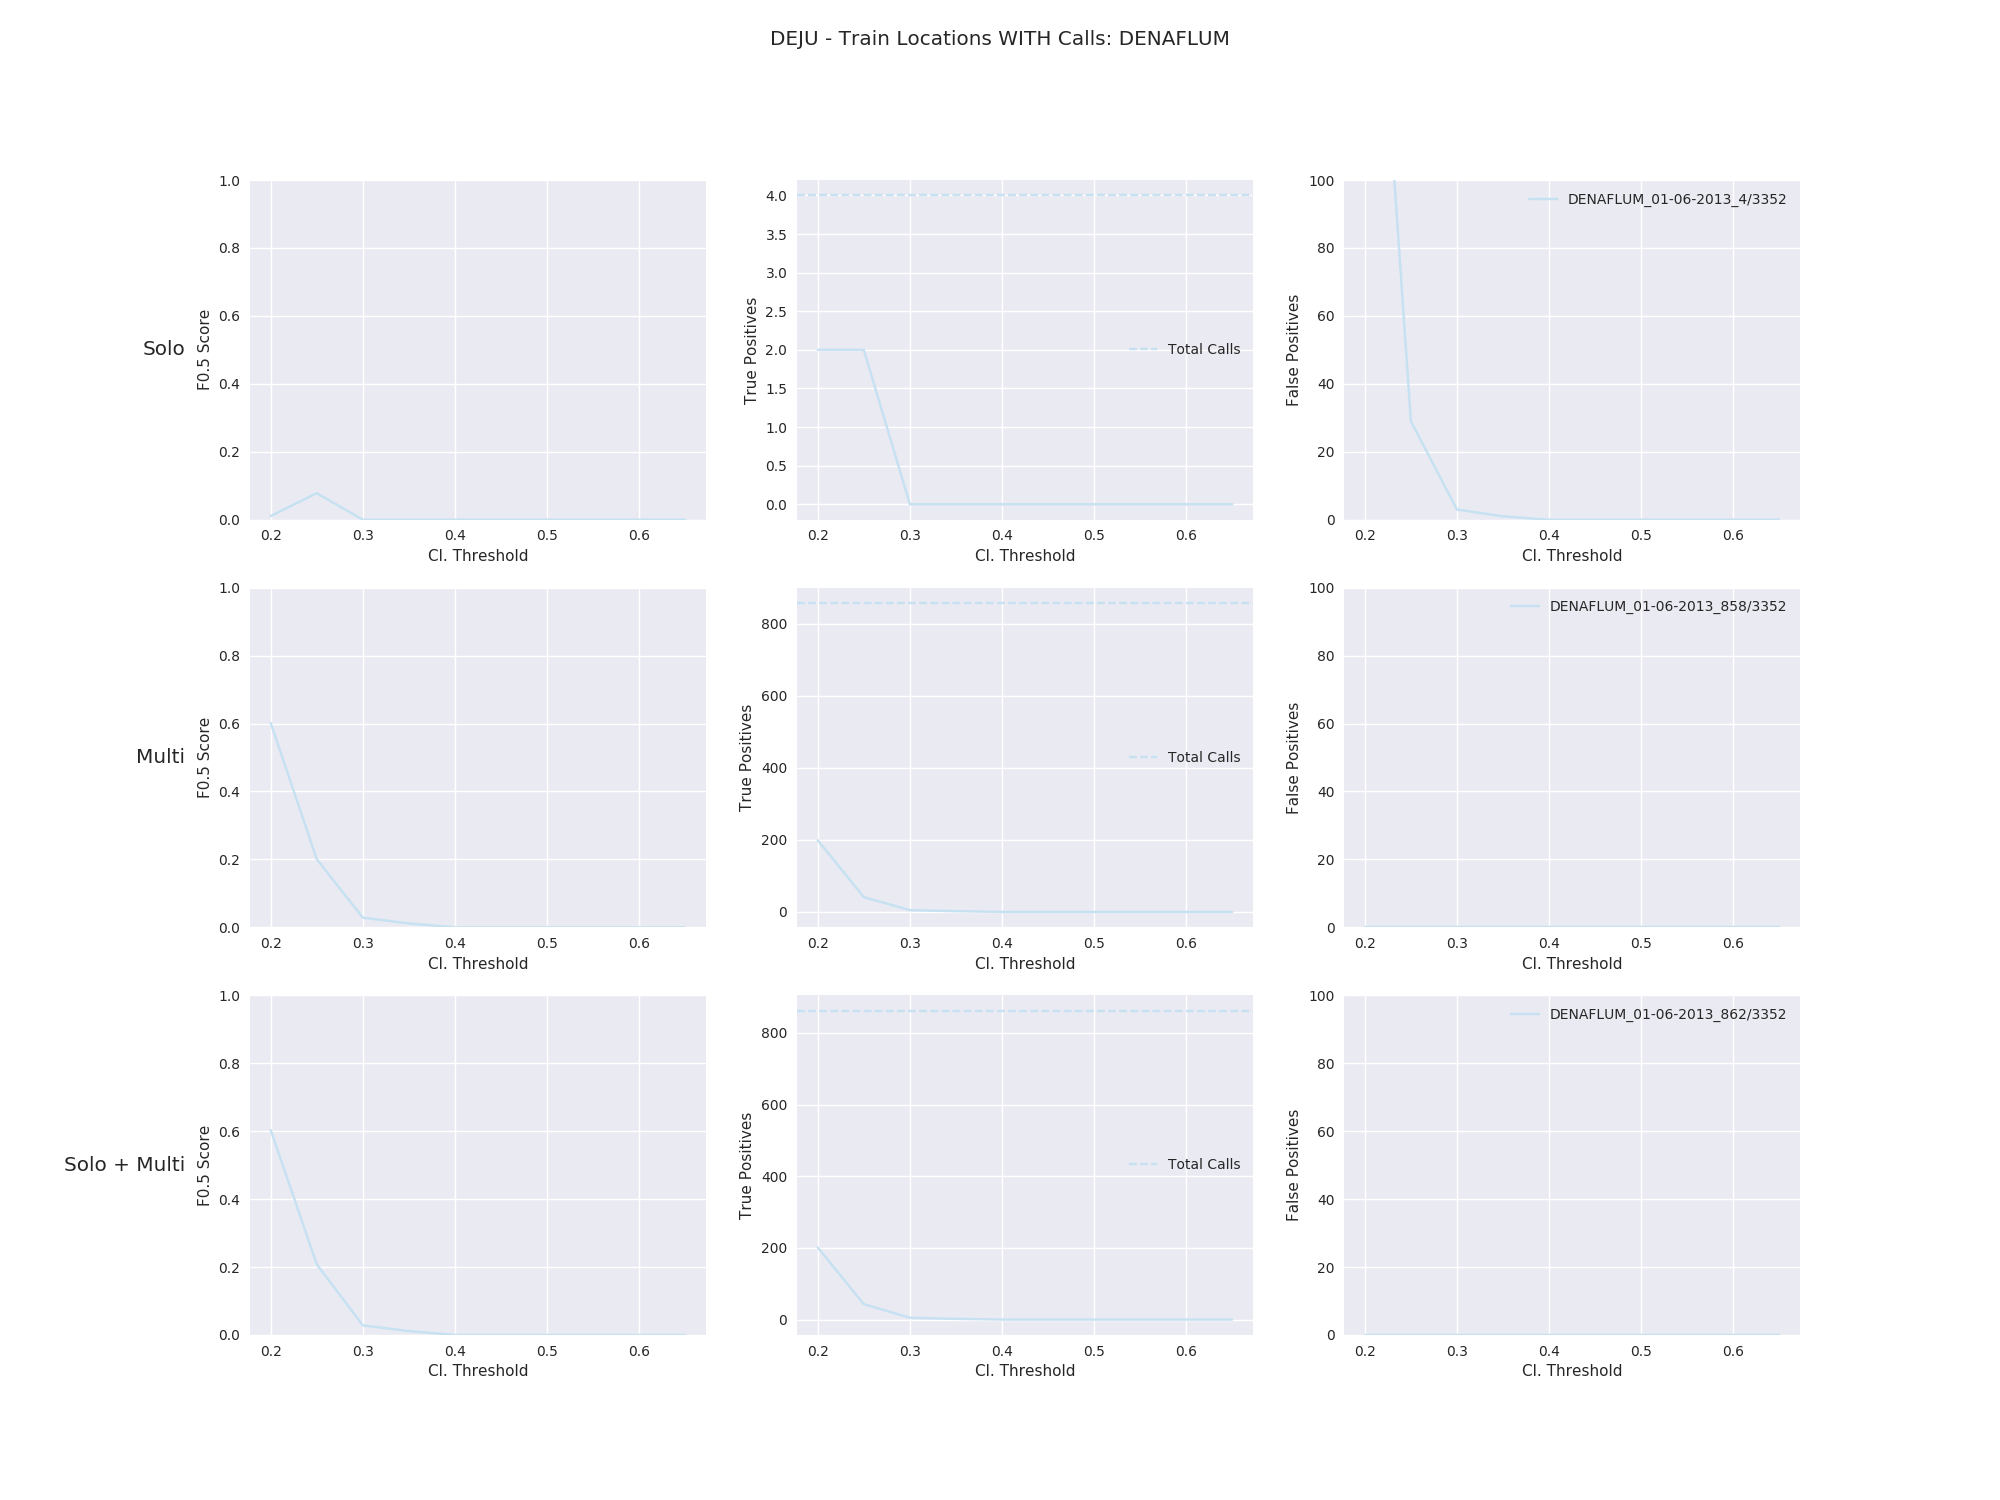 DEJU - Train Locations WITH Calls: DENAFLUM
Solo
F0.5 Score
1.0
0.8
0.6
0.4
0.2
0.0
0.2 0.3 0.4 0.5 0.6
Cl. Threshold
True Positives
4.0
3.5
3.0
2.5
2.0
1.5
1.0
0.5
0.0
Total Calls
0.2 0.3 0.4 0.5 0.6
Cl. Threshold
False Positives
100
80
60
40
20
0
DENAFLUM_01-06-2013_4/3352
0.2 0.3 0.4 0.5 0.6
Cl. Threshold
Multi
F0.5 Score
1.0
0.8
0.6
0.4
0.2
0.0
0.2 0.3 0.4 0.5 0.6
Cl. Threshold
True Positives
800
600
400
200
0
Total Calls
0.2 0.3 0.4 0.5 0.6
Cl. Threshold
False Positives
100
80
60
40
20
0
DENAFLUM_01-06-2013_858/3352
0.2 0.3 0.4 0.5 0.6
Cl. Threshold
Solo + Multi
F0.5 Score
1.0
0.8
0.6
0.4
0.2
0.0
0.2 0.3 0.4 0.5 0.6
Cl. Threshold
True Positives
800
600
400
200
0
Total Calls
0.2 0.3 0.4 0.5 0.6
Cl. Threshold
False Positives
100
80
60
40
20
0
DENAFLUM_01-06-2013_862/3352
0.2 0.3 0.4 0.5 0.6
Cl. Threshold